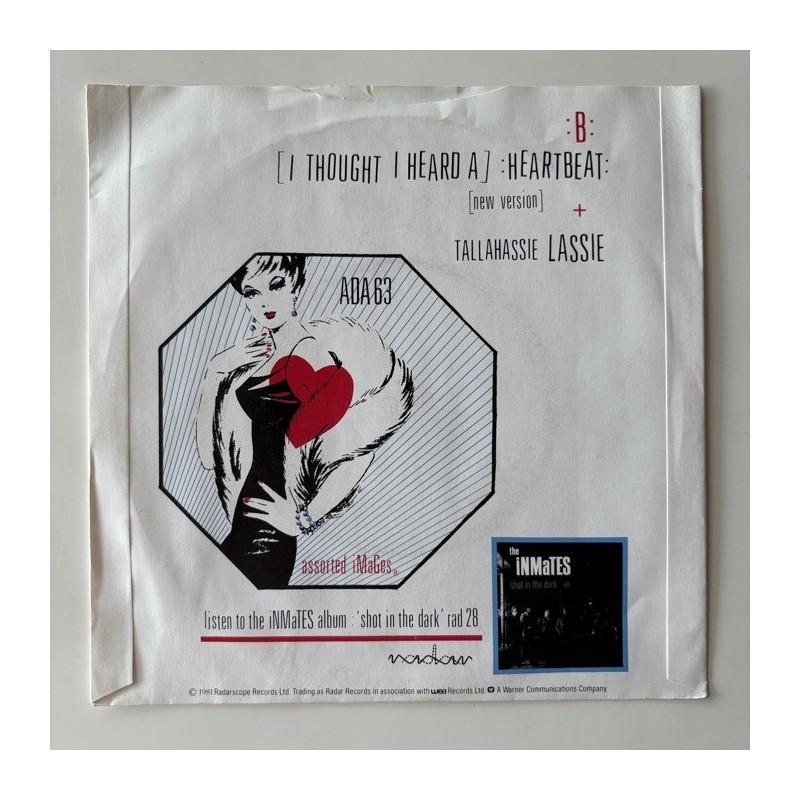 :B:
[I THOUGHT I HEARD A] :HEARTBEAT:
[new version] +
TALLAHASSIE LASSIE
ADA 63
assorted iMaGes
the
iNMaTES
shot in the dark
listen to the iNMaTES album : 'shot in the dark' rad 28
radar
© 1981 Radarscope Records Ltd. Trading as Radar Records in association with wea Records Ltd. A Warner Communications Company.